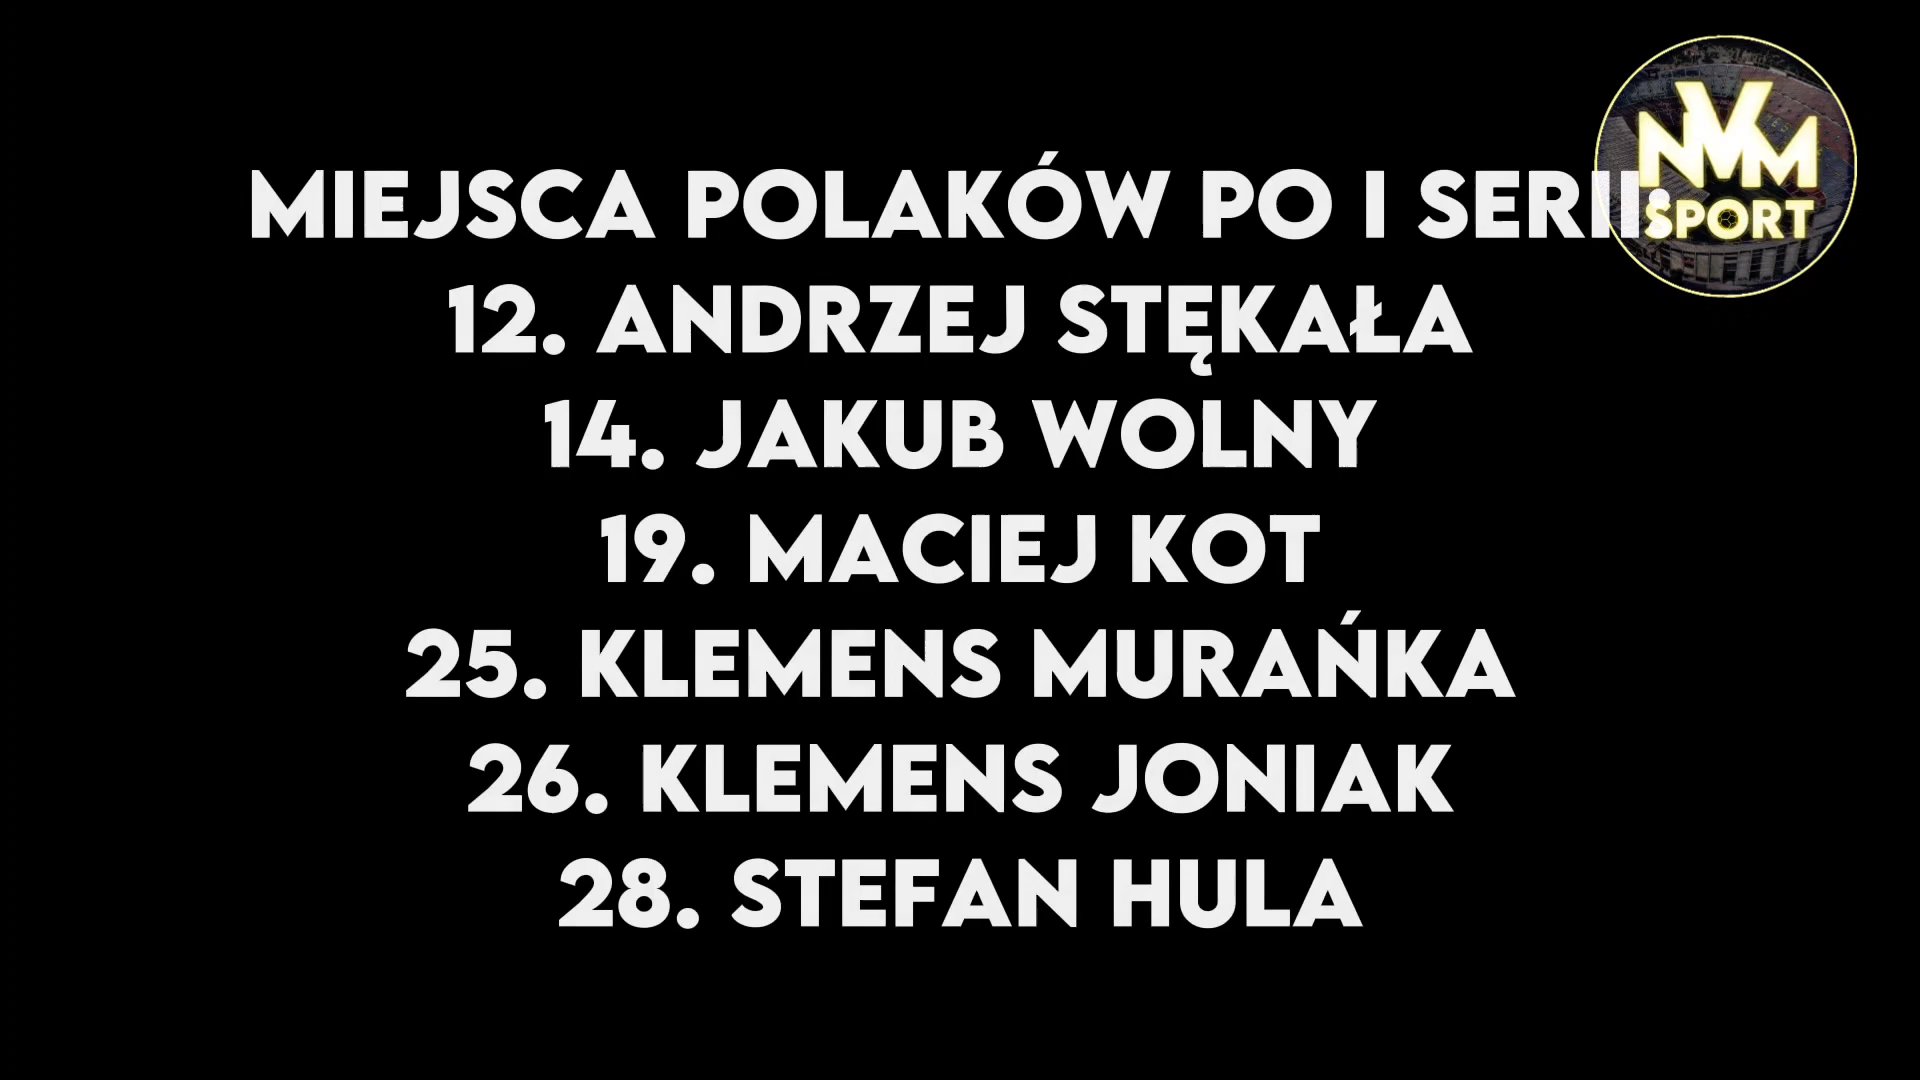 MIEJSCA POLAKÓW PO I SERII:
12. ANDRZEJ STĘKAŁA
14. JAKUB WOLNY
19. MACIEJ KOT
25. KLEMENS MURAŃKA
26. KLEMENS JONIAK
28. STEFAN HULA
NVM
SPORT